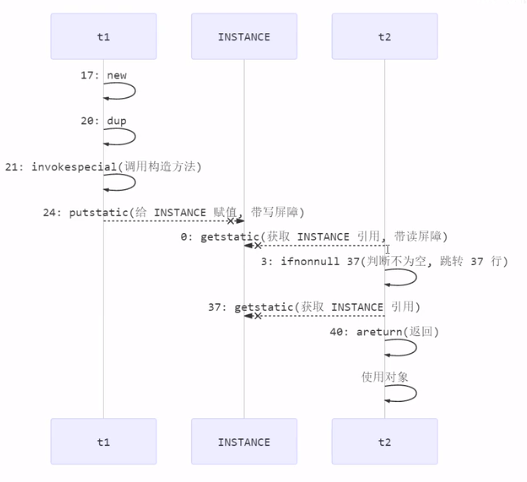 t1
INSTANCE
t2
17: new
20: dup
21: invokespecial(调用构造方法)
24: putstatic(给 INSTANCE 赋值, 带写屏障)
0: getstatic(获取 INSTANCE 引用, 带读屏障)
3: ifnonnull 37(判断不为空, 跳转 37 行)
37: getstatic(获取 INSTANCE 引用)
40: areturn(返回)
使用对象
t1
INSTANCE
t2